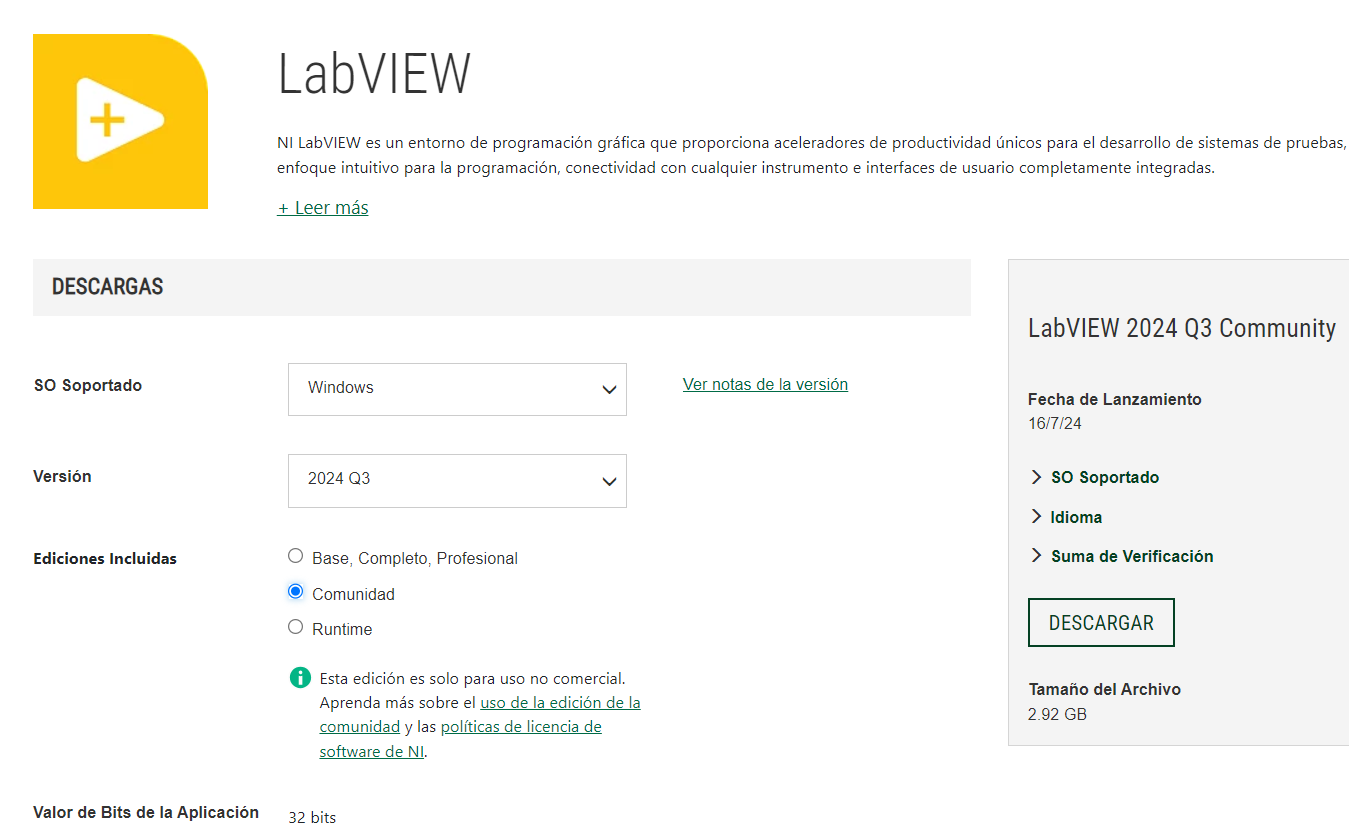 LabVIEW
NI LabVIEW es un entorno de programación gráfica que proporciona aceleradores de productividad únicos para el desarrollo de sistemas de pruebas,
enfoque intuitivo para la programación, conectividad con cualquier instrumento e interfaces de usuario completamente integradas.
+ Leer más
DESCARGAS
SO Soportado
Windows
Ver notas de la versión
Versión
2024 Q3
Ediciones Incluidas
Base, Completo, Profesional
Comunidad
Runtime
Esta edición es solo para uso no comercial.
Aprenda más sobre el uso de la edición de la
comunidad y las políticas de licencia de
software de NI.
Valor de Bits de la Aplicación
32 bits
LabVIEW 2024 Q3 Community
Fecha de Lanzamiento
16/7/24
SO Soportado
Idioma
Suma de Verificación
DESCARGAR
Tamaño del Archivo
2.92 GB